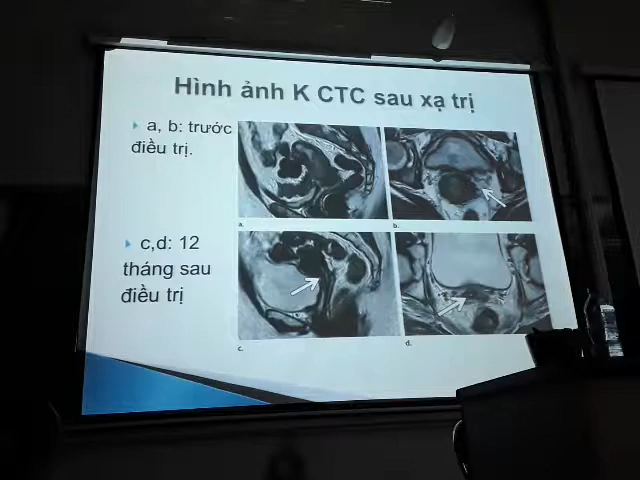 Hình ảnh K CTC sau xạ trị
a, b: trước
điều trị.
a.
b.
c,d: 12
tháng sau
điều trị
c.
d.